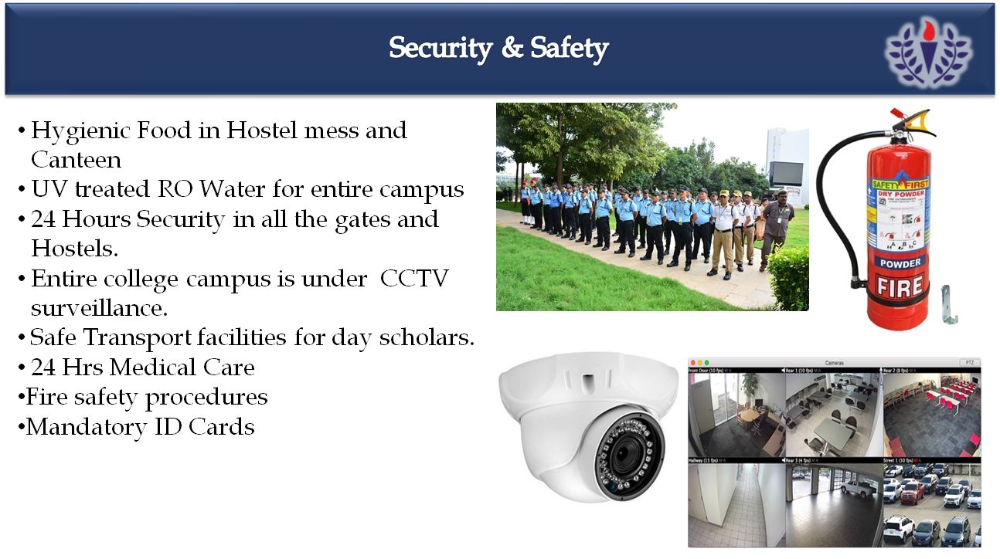 Security & Safety
• Hygienic Food in Hostel mess and
Canteen
• UV treated RO Water for entire campus
• 24 Hours Security in all the gates and
Hostels.
• Entire college campus is under  CCTV
surveillance.
• Safe Transport facilities for day scholars.
• 24 Hrs Medical Care
•Fire safety procedures
•Mandatory ID Cards
SAFETY FIRST
DRY POWDER
FIRE EXTINGUISHER
A B C
POWDER
FIRE
Cameras
PTZ
Front Door (10 fps) M A
Rear 1 (10 fps) M A
Rear 2 (8 fps) M A
Hallway (15 fps) M A
Rear 3 (4 fps) M A
Street 1 (10 fps) M A